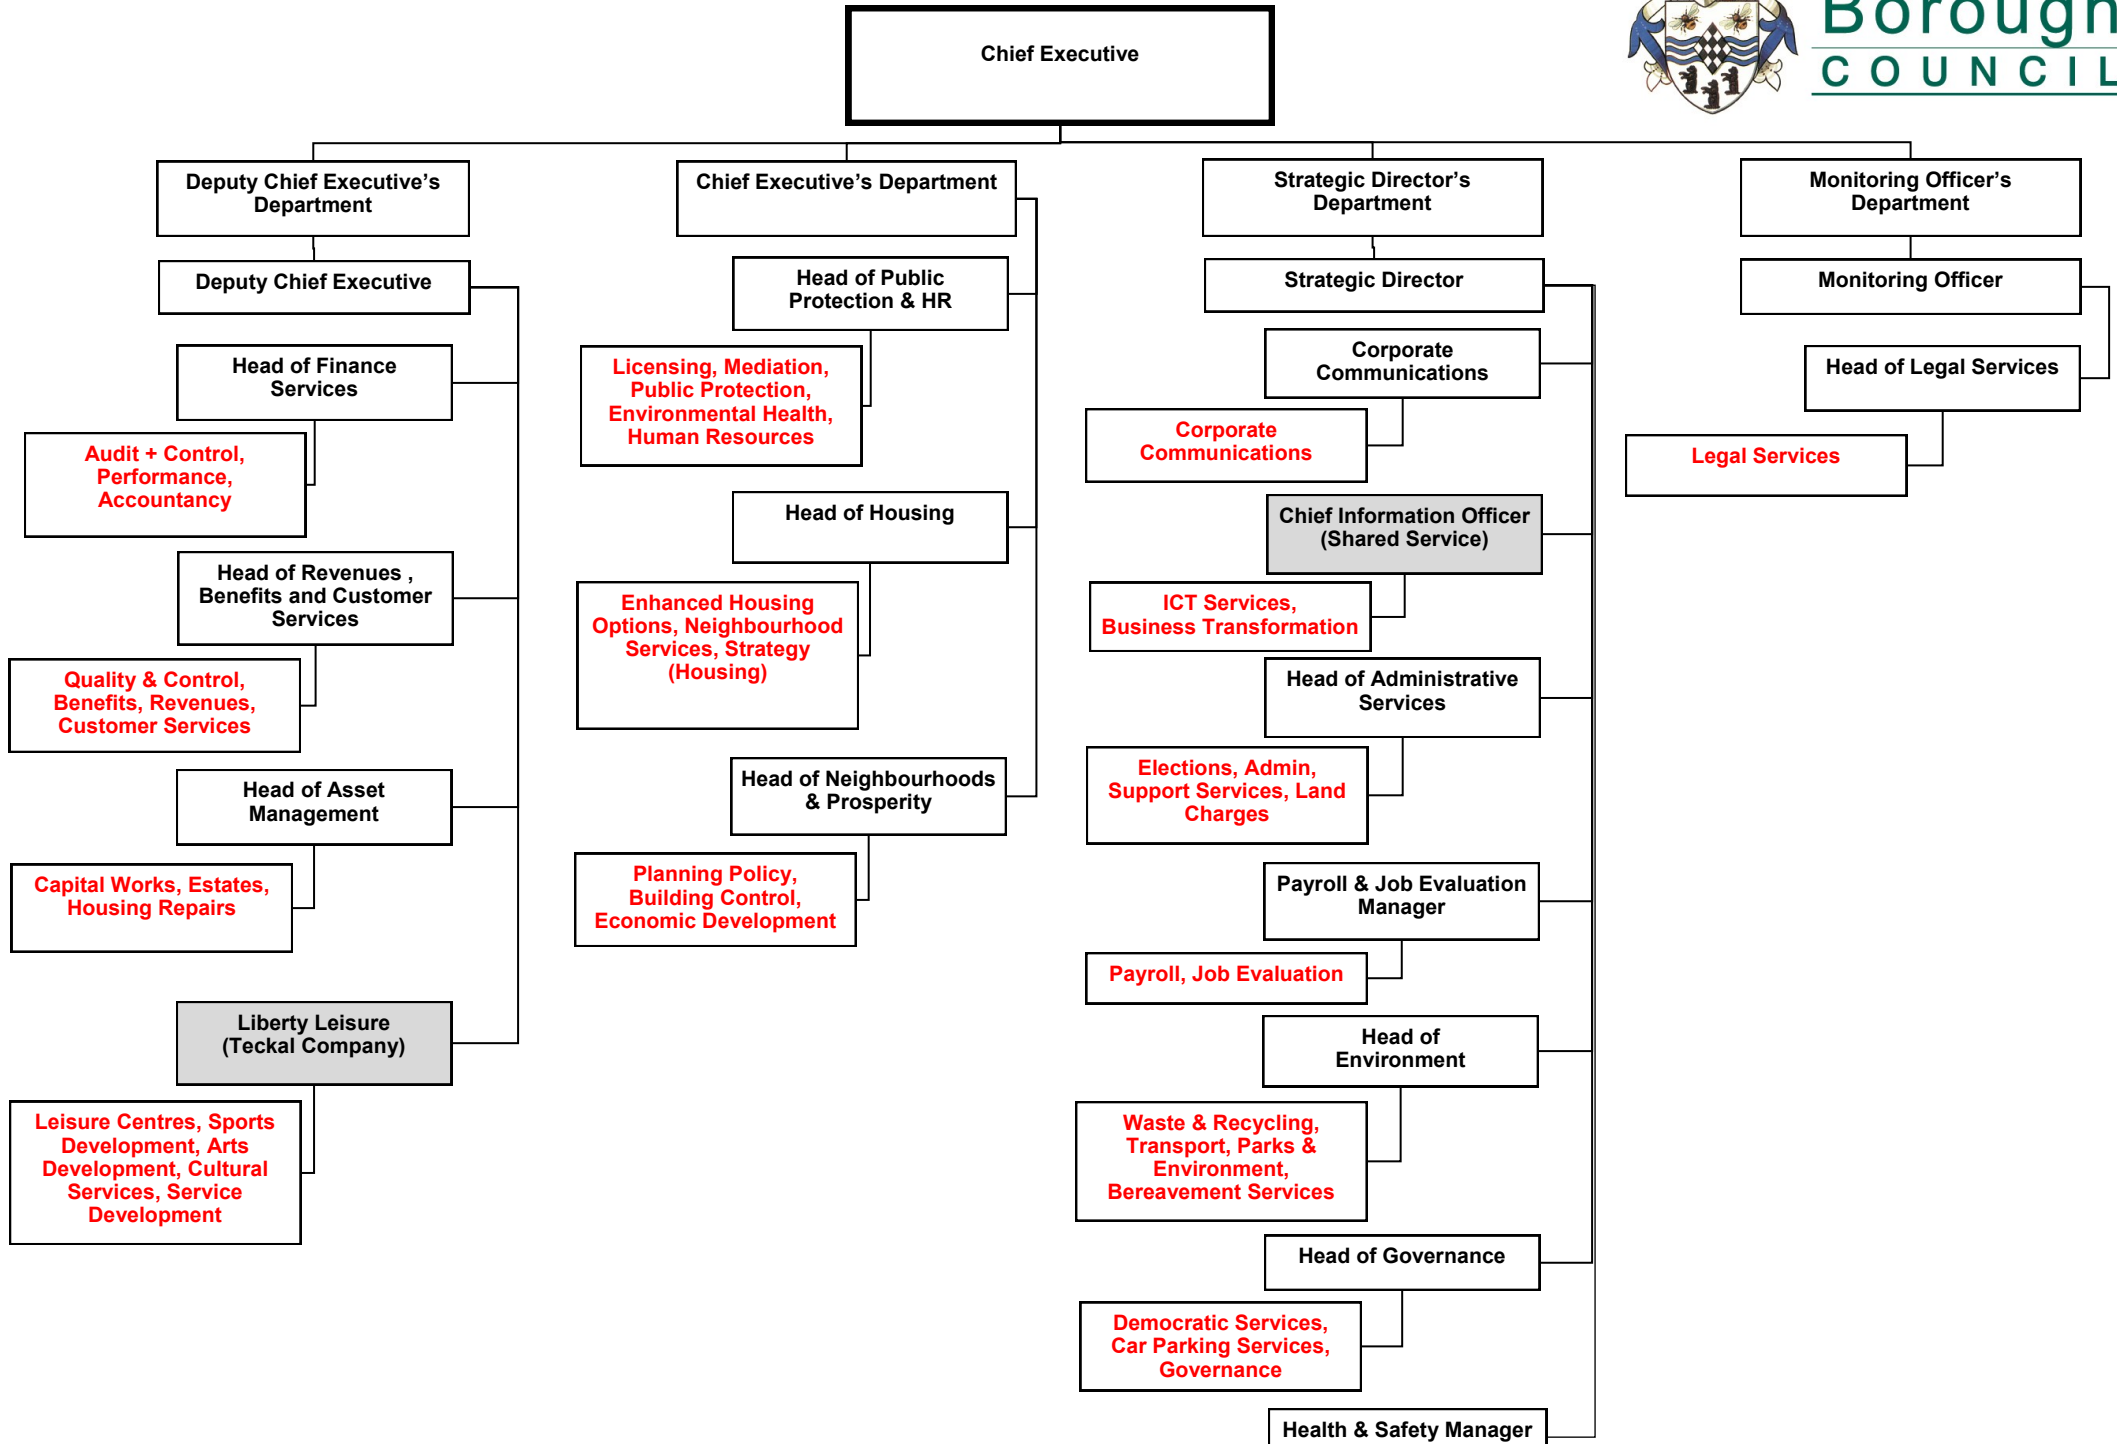 Borough
COUNCIL
Chief Executive
Deputy Chief Executive’s
Department
Deputy Chief Executive
Head of Finance
Services
Audit + Control,
Performance,
Accountancy
Head of Revenues ,
Benefits and Customer
Services
Quality & Control,
Benefits, Revenues,
Customer Services
Head of Asset
Management
Capital Works, Estates,
Housing Repairs
Liberty Leisure
(Teckal Company)
Leisure Centres, Sports
Development, Arts
Development, Cultural
Services, Service
Development
Chief Executive’s Department
Head of Public
Protection & HR
Licensing, Mediation,
Public Protection,
Environmental Health,
Human Resources
Head of Housing
Enhanced Housing
Options, Neighbourhood
Services, Strategy
(Housing)
Head of Neighbourhoods
& Prosperity
Planning Policy,
Building Control,
Economic Development
Strategic Director’s
Department
Strategic Director
Corporate
Communications
Corporate
Communications
Chief Information Officer
(Shared Service)
ICT Services,
Business Transformation
Head of Administrative
Services
Elections, Admin,
Support Services, Land
Charges
Payroll & Job Evaluation
Manager
Payroll, Job Evaluation
Head of
Environment
Waste & Recycling,
Transport, Parks &
Environment,
Bereavement Services
Head of Governance
Democratic Services,
Car Parking Services,
Governance
Health & Safety Manager
Monitoring Officer’s
Department
Monitoring Officer
Head of Legal Services
Legal Services